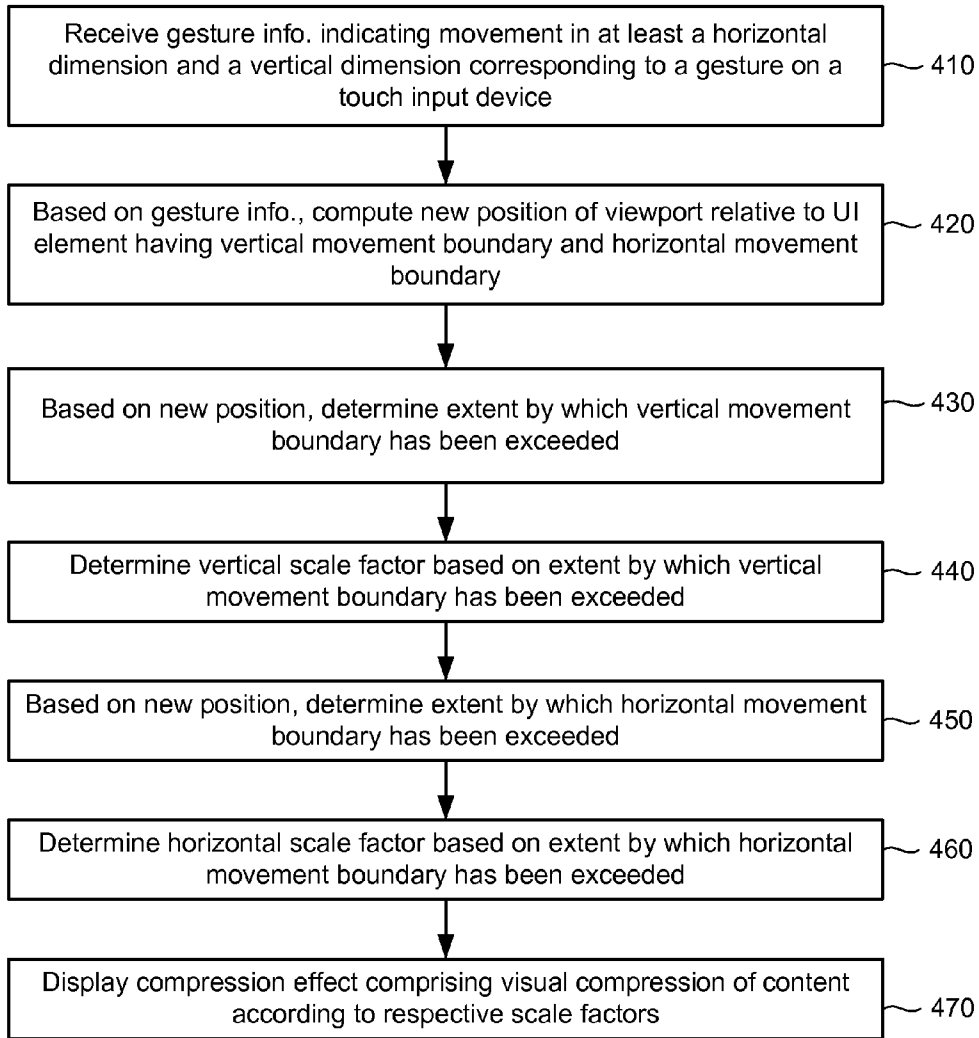 Receive gesture info. indicating movement in at least a horizontal
dimension and a vertical dimension corresponding to a gesture on a
touch input device
410
Based on gesture info., compute new position of viewport relative to UI
element having vertical movement boundary and horizontal movement
boundary
420
Based on new position, determine extent by which vertical movement
boundary has been exceeded
430
Determine vertical scale factor based on extent by which vertical
movement boundary has been exceeded
440
Based on new position, determine extent by which horizontal movement
boundary has been exceeded
450
Determine horizontal scale factor based on extent by which horizontal
movement boundary has been exceeded
460
Display compression effect comprising visual compression of content
according to respective scale factors
470